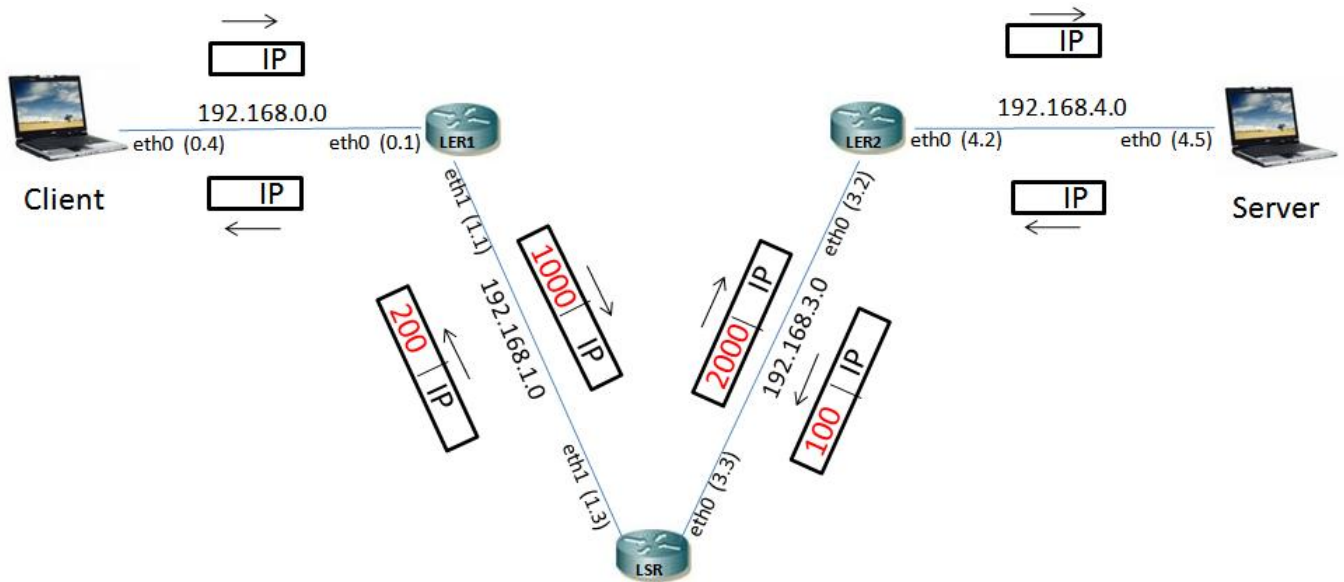 IP
IP
192.168.0.0
192.168.4.0
eth0 (0.4)
eth0 (0.1)
LER1
LER2
eth0 (4.2)
eth0 (4.5)
Client
IP
IP
Server
eth1 (1.1)
1000 IP
200 IP
192.168.1.0
eth1 (1.3)
eth0 (3.2)
2000 IP
192.168.3.0
100 IP
eth0 (3.3)
LSR